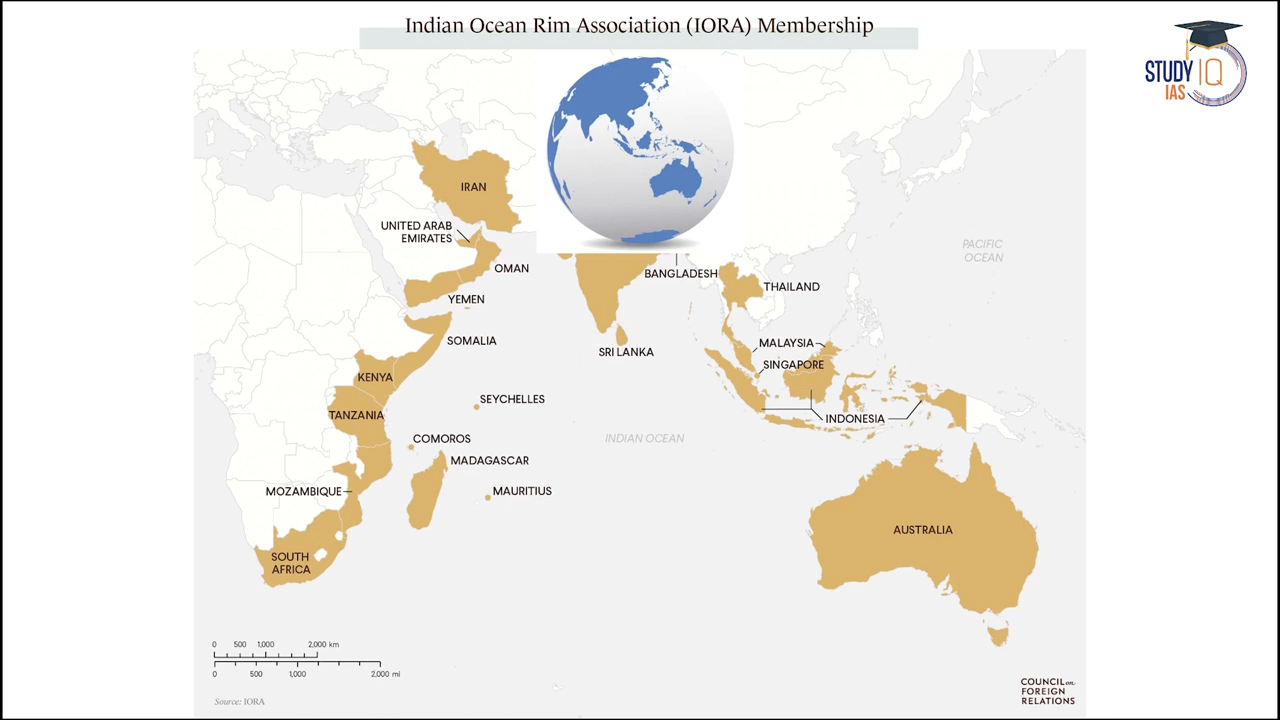 Indian Ocean Rim Association (IORA) Membership
STUDY IQ
IAS
IRAN
UNITED ARAB
EMIRATES
OMAN
YEMEN
SOMALIA
KENYA
TANZANIA
SEYCHELLES
COMOROS
MADAGASCAR
MAURITIUS
MOZAMBIQUE
SOUTH
AFRICA
BANGLADESH
SRI LANKA
THAILAND
MALAYSIA
SINGAPORE
INDONESIA
AUSTRALIA
PACIFIC
OCEAN
INDIAN OCEAN
0 500 1,000 2,000 km
0 500 1,000 2,000 mi
Source: IORA
COUNCIL on
FOREIGN
RELATIONS